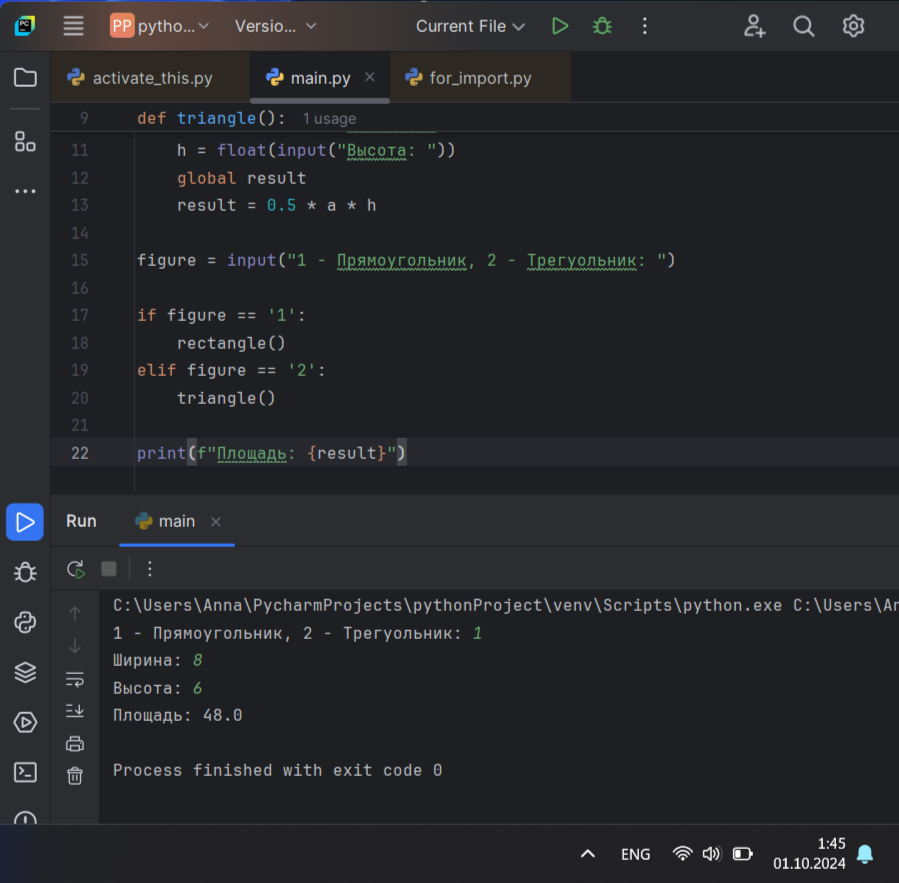 PP pytho... Versio... Current File
activate_this.py main.py for_import.py
9 def triangle(): 1 usage
11 h = float(input("Высота: "))
12 global result
13 result = 0.5 * a * h
14
15 figure = input("1 - Прямоугольник, 2 - Трегуольник: ")
16
17 if figure == '1':
18 rectangle()
19 elif figure == '2':
20 triangle()
21
22 print(f"Площадь: {result}")
Run main
C:\Users\Anna\PycharmProjects\pythonProject\venv\Scripts\python.exe C:\Users\An
1 - Прямоугольник, 2 - Трегуольник: 1
Ширина: 8
Высота: 6
Площадь: 48.0
Process finished with exit code 0
ENG 1:45
01.10.2024